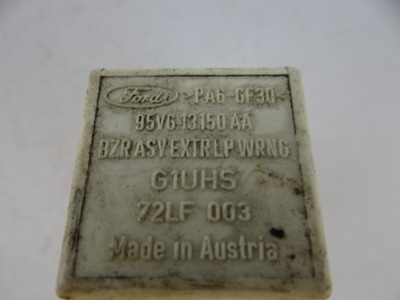 Ford >PA6-GF30<
95VG 13150 AA
BZR ASV EXTR LP WRNG
G1UHS
72LF 003
Made in Austria